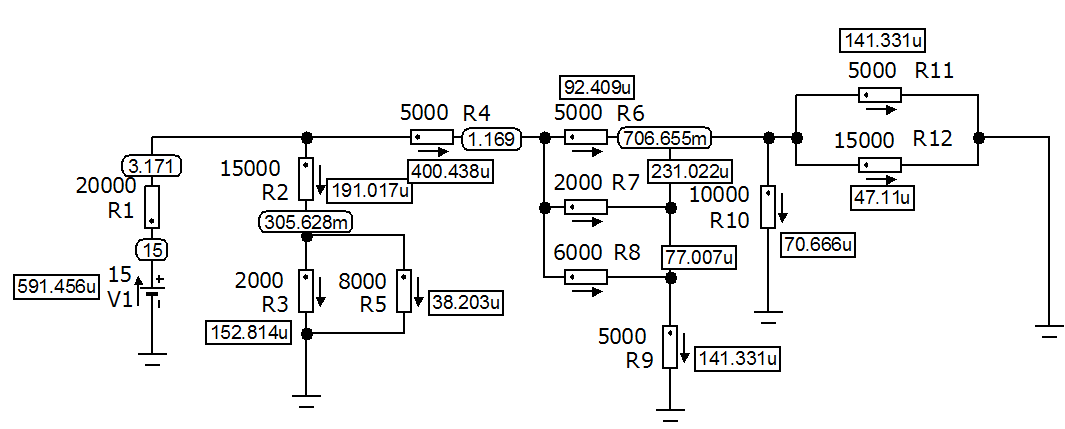 141.331u
5000 R11
92.409u
5000 R4
5000 R6
1.169
706.655m
15000 R12
3.171
15000
R2
400.438u
231.022u
20000
R1
191.017u
2000 R7
10000
R10
47.11u
305.628m
15
6000 R8
70.666u
77.007u
591.456u
15
V1
+
2000
R3
8000
R5
38.203u
152.814u
5000
R9
141.331u